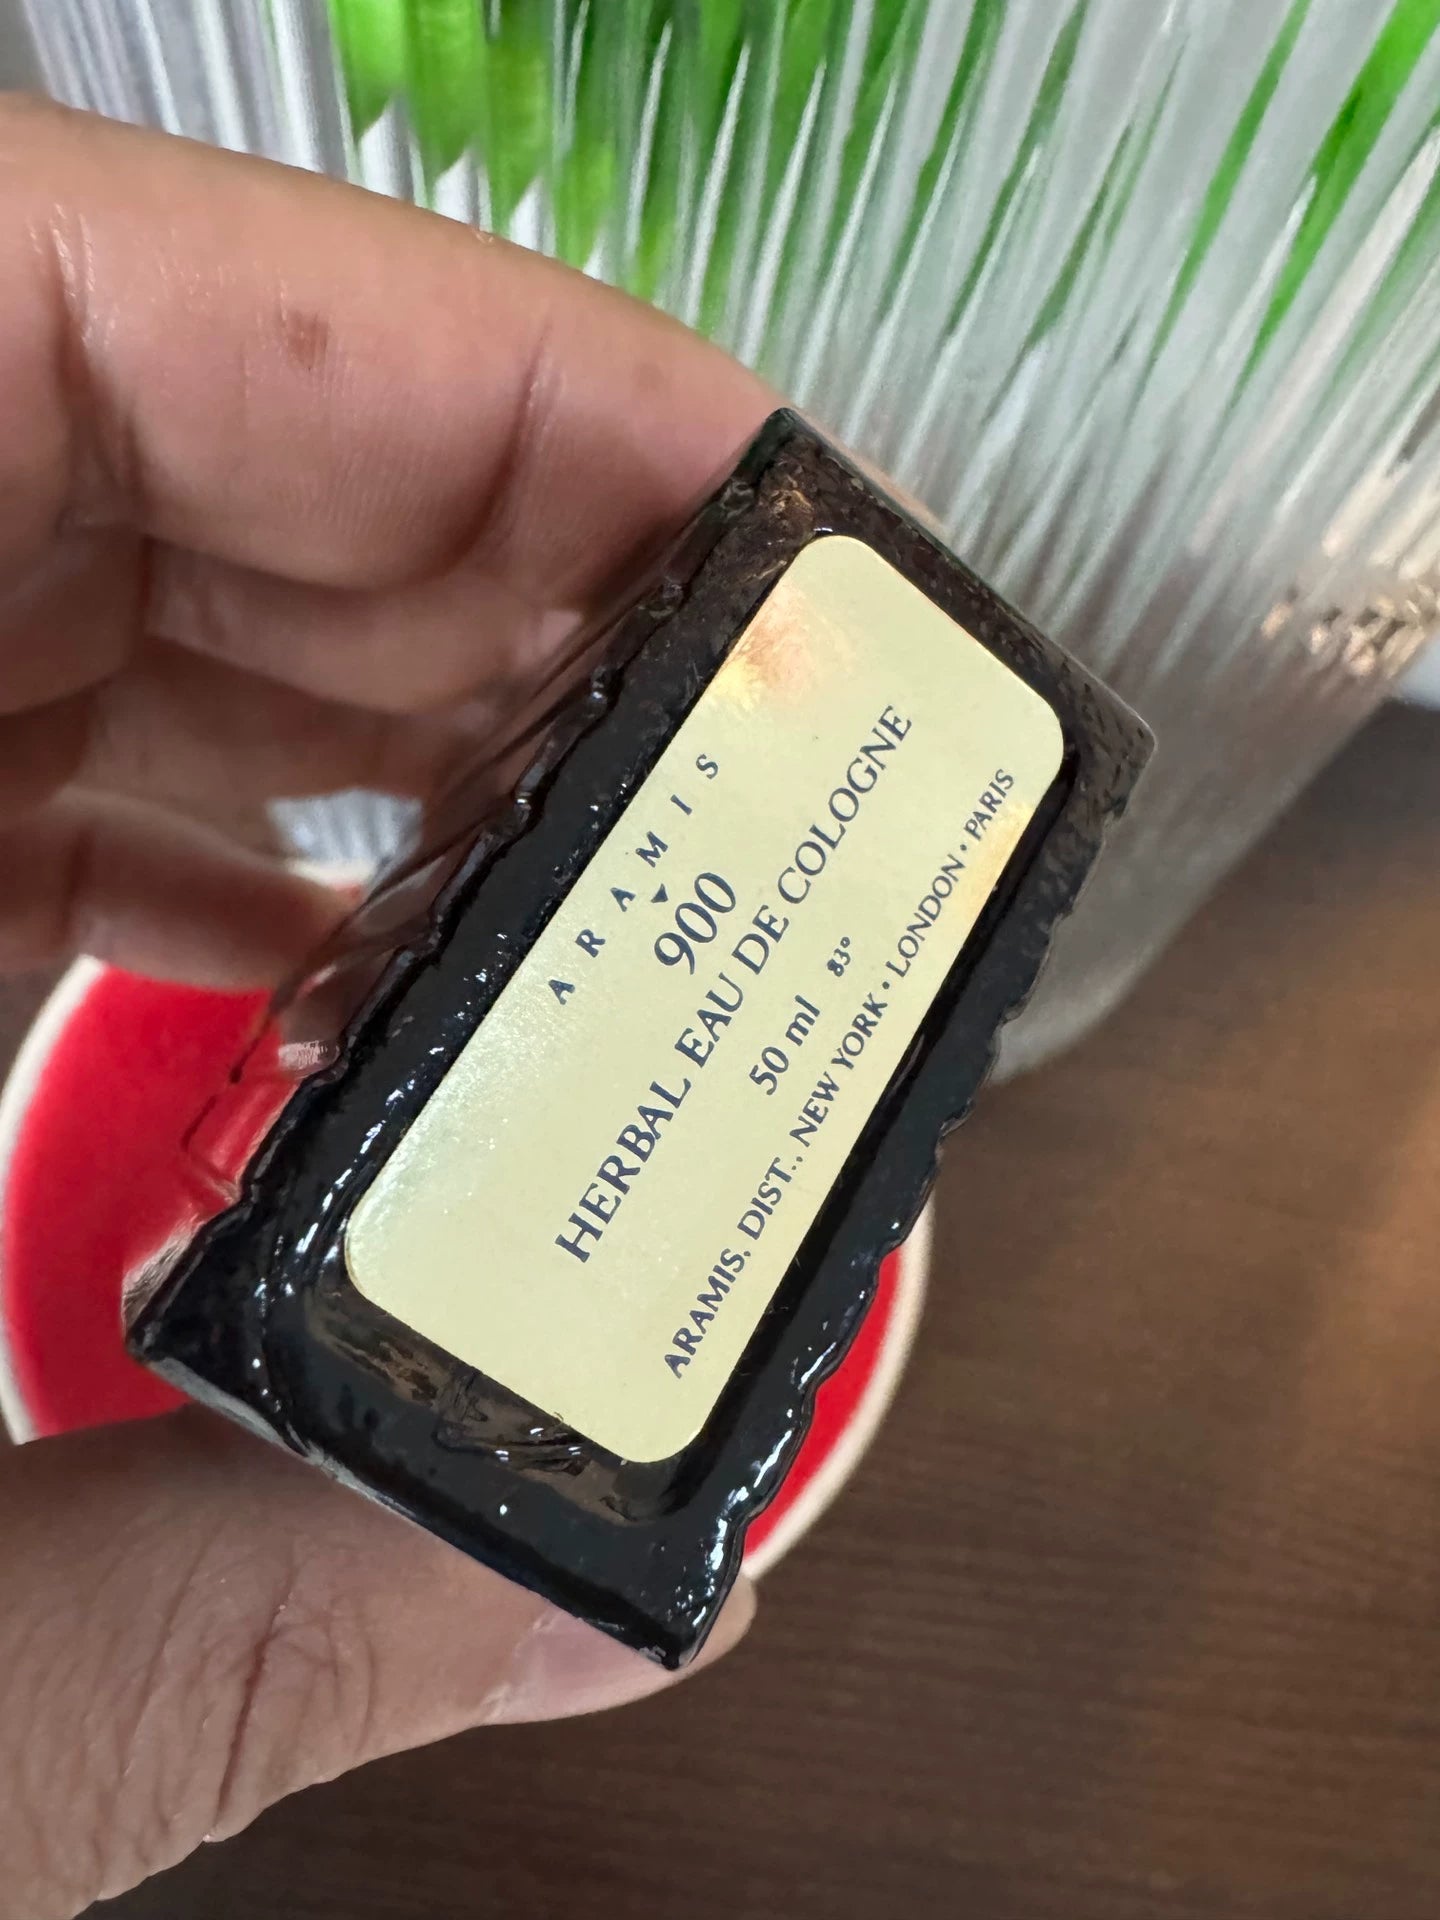 ARAMIS
900
HERBAL EAU DE COLOGNE
50 ml 83°
ARAMIS. DIST.. NEW YORK · LONDON · PARIS